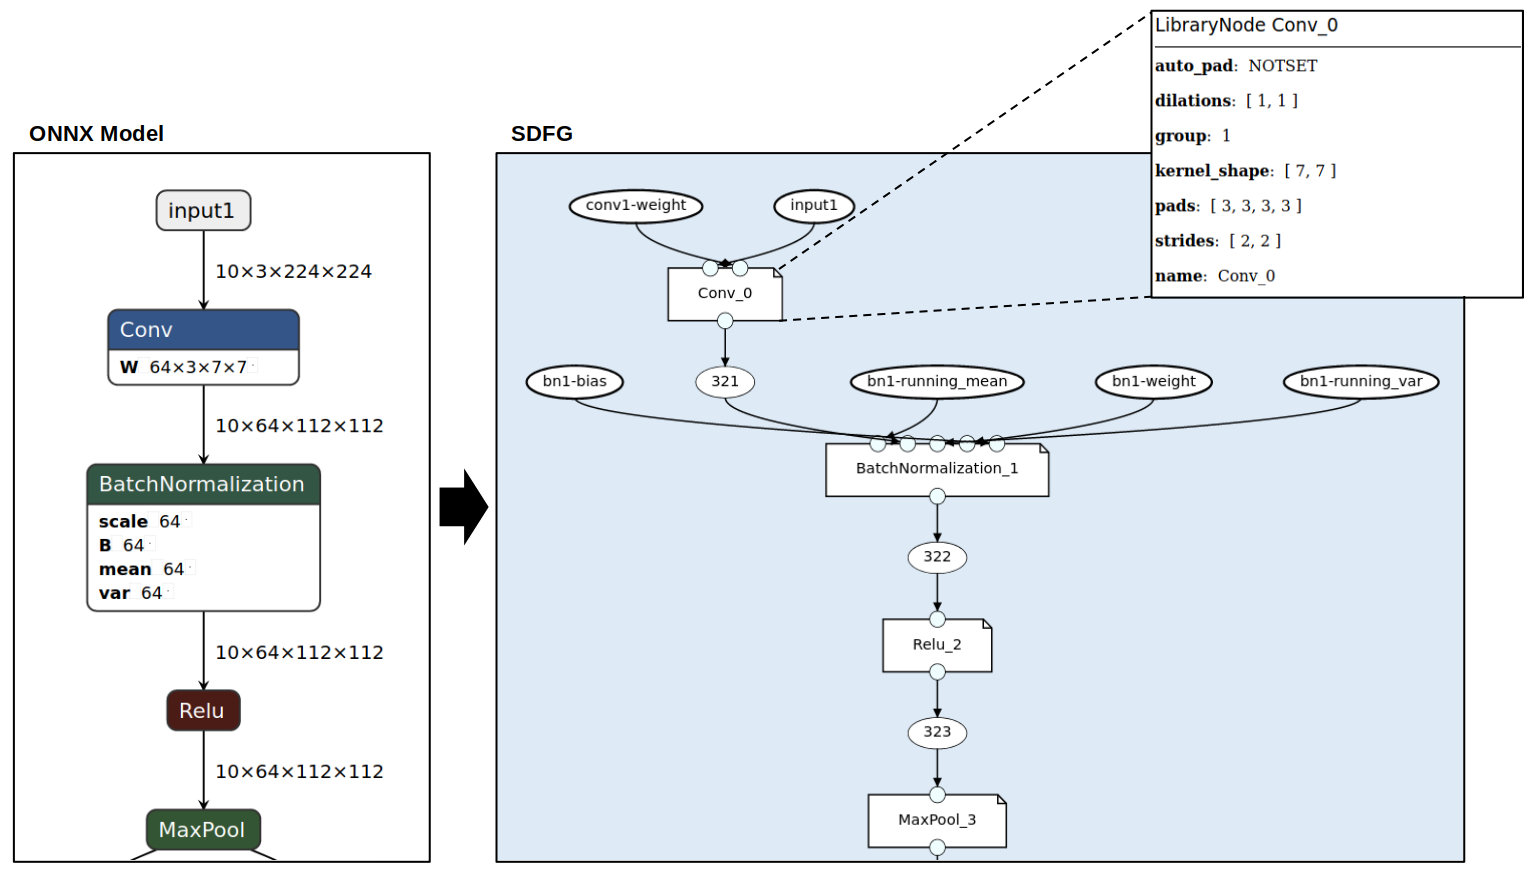 ONNX Model
input1
10×3×224×224
Conv
W 64×3×7×7
10×64×112×112
BatchNormalization
scale 64
B 64
mean 64
var 64
10×64×112×112
Relu
10×64×112×112
MaxPool
SDFG
conv1-weight input1
Conv_0
bn1-bias 321 bn1-running_mean bn1-weight bn1-running_var
BatchNormalization_1
322
Relu_2
323
MaxPool_3
LibraryNode Conv_0
auto_pad: NOTSET
dilations: [ 1, 1 ]
group: 1
kernel_shape: [ 7, 7 ]
pads: [ 3, 3, 3, 3 ]
strides: [ 2, 2 ]
name: Conv_0